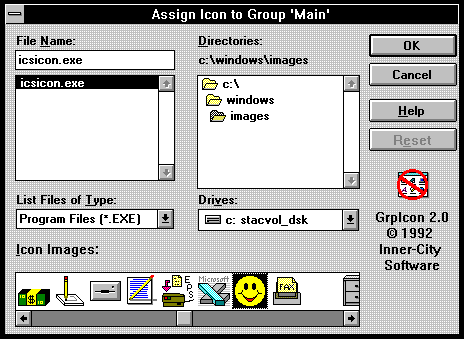 Assign Icon to Group 'Main'
File Name:
icsicon.exe
icsicon.exe
Directories:
c:\windows\images
c:\
windows
images
OK
Cancel
Help
Reset
List Files of Type:
Program Files (*.EXE)
Drives:
c: stacvol_dsk
GrpIcon 2.0
© 1992
Inner-City
Software
Icon Images:
EPS
Microsoft
FAX